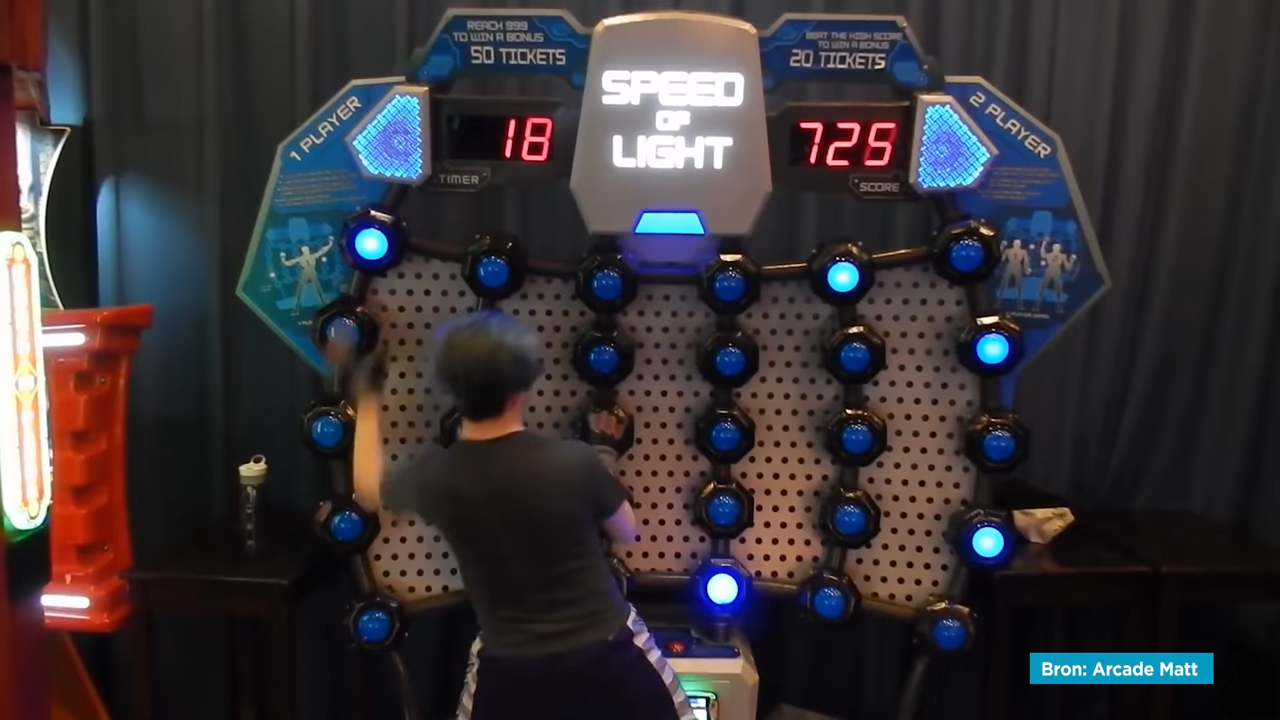 REACH 999
TO WIN A BONUS
50 TICKETS
BEAT THE HIGH SCORE
TO WIN A BONUS
20 TICKETS
SPEED
OF
LIGHT
1 PLAYER
2 PLAYER
18
725
TIMER
SCORE
Bron: Arcade Matt